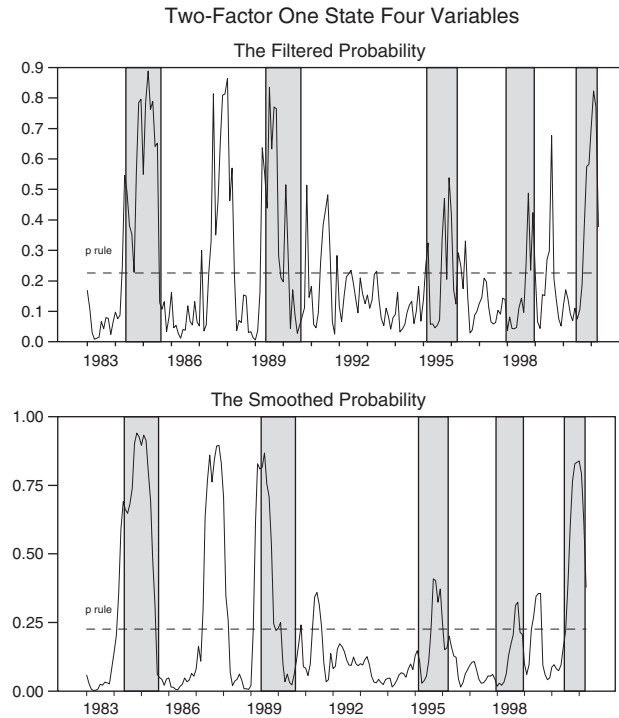 Two-Factor One State Four Variables
The Filtered Probability
0.9
0.8
0.7
0.6
0.5
0.4
0.3
0.2
0.1
0.0
p rule
1983 1986 1989 1992 1995 1998
The Smoothed Probability
1.00
0.75
0.50
0.25
0.00
p rule
1983 1986 1989 1992 1995 1998